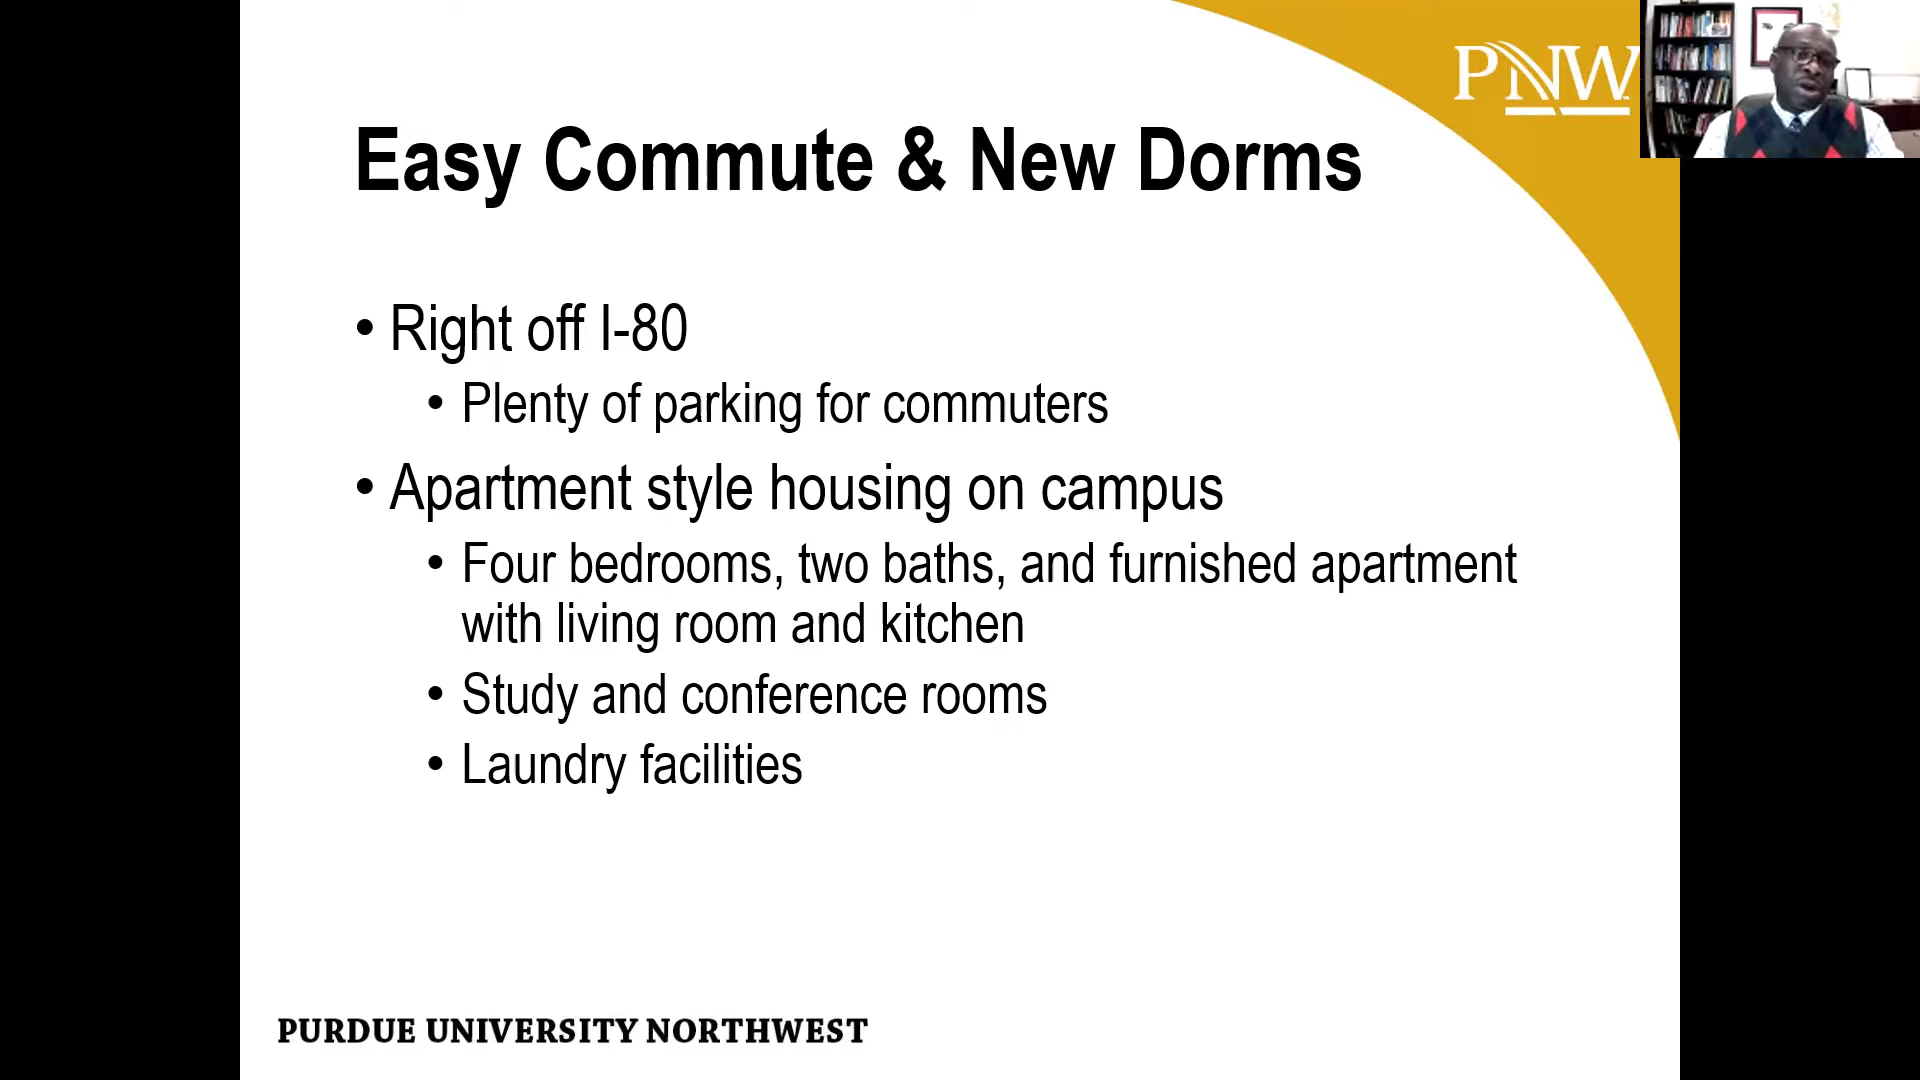 PNW
Easy Commute & New Dorms
• Right off I-80
• Plenty of parking for commuters
• Apartment style housing on campus
• Four bedrooms, two baths, and furnished apartment
with living room and kitchen
• Study and conference rooms
• Laundry facilities
PURDUE UNIVERSITY NORTHWEST